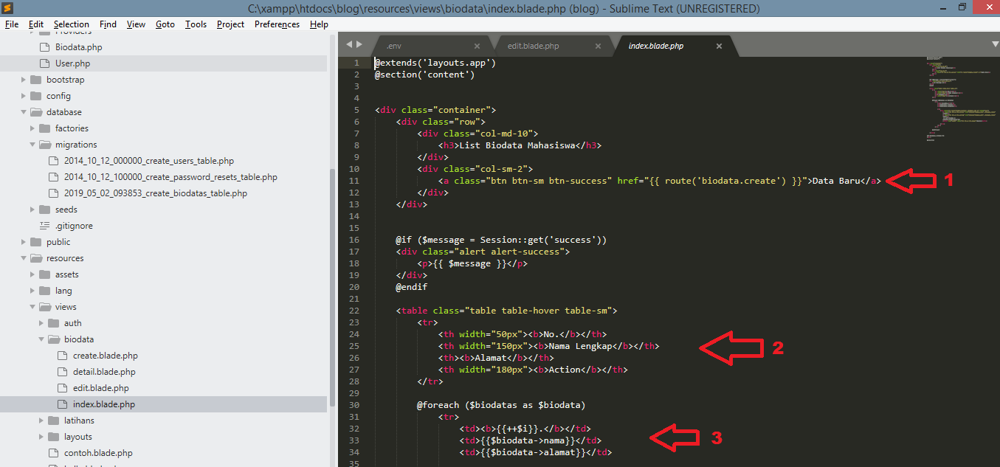 C:\xampp\htdocs\blog\resources\views\biodata\index.blade.php (blog) - Sublime Text (UNREGISTERED)
File Edit Selection Find View Goto Tools Project Preferences Help
Providers
Biodata.php
User.php
bootstrap
config
database
factories
migrations
2014_10_12_000000_create_users_table.php
2014_10_12_100000_create_password_resets_table.php
2019_05_02_093853_create_biodatas_table.php
seeds
.gitignore
public
resources
assets
lang
views
auth
biodata
create.blade.php
detail.blade.php
edit.blade.php
index.blade.php
latihans
layouts
contoh.blade.php
.env
edit.blade.php
index.blade.php
1 @extends('layouts.app')
2 @section('content')
3
4
5 <div class="container">
6 <div class="row">
7 <div class="col-md-10">
8 <h3>List Biodata Mahasiswa</h3>
9 </div>
10 <div class="col-sm-2">
11 <a class="btn btn-sm btn-success" href="{{ route('biodata.create') }}">Data Baru</a> 1
12 </div>
13 </div>
14
15
16 @if ($message = Session::get('success'))
17 <div class="alert alert-success">
18 <p>{{ $message }}</p>
19 </div>
20 @endif
21
22 <table class="table table-hover table-sm">
23 <tr>
24 <th width="50px"><b>No.</b></th>
25 <th width="150px"><b>Nama Lengkap</b></th> 2
26 <th><b>Alamat</b></th>
27 <th width="180px"><b>Action</b></th>
28 </tr>
29
30 @foreach ($biodatas as $biodata)
31 <tr>
32 <td><b>{{++$i}}.</b></td>
33 <td>{{$biodata->nama}}</td> 3
34 <td>{{$biodata->alamat}}</td>
35